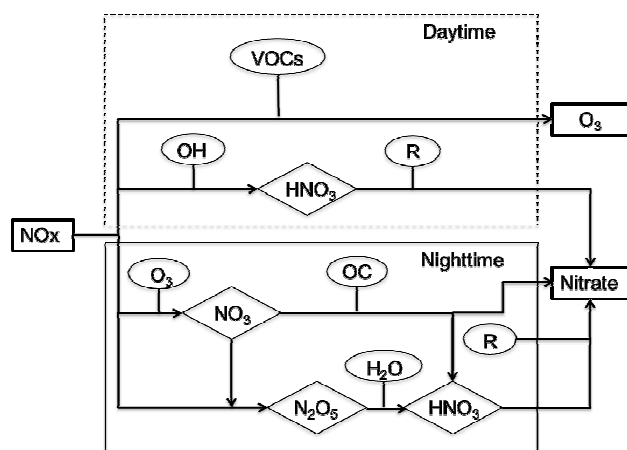 Daytime
VOCs
O₃
OH
R
HNO₃
NOx
Nighttime
O₃
OC
Nitrate
NO₃
R
H₂O
N₂O₅
HNO₃